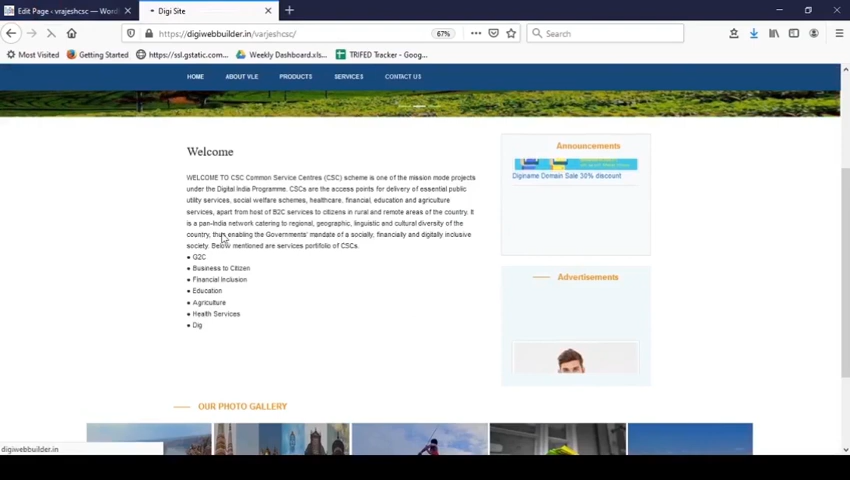 Edit Page ‹ vrajeshcsc — Word
Digi Site
https://digiwebbuilder.in/varjeshcsc/
67%
Search
Most Visited
Getting Started
https://ssl.gstatic.com...
Weekly Dashboard.xls...
TRIFED Tracker - Goog...
HOME
ABOUT VLE
PRODUCTS
SERVICES
CONTACT US
Welcome
WELCOME TO CSC Common Service Centres (CSC) scheme is one of the mission mode projects
under the Digital India Programme. CSCs are the access points for delivery of essential public
utility services, social welfare schemes, healthcare, financial, education and agriculture
services, apart from host of B2C services to citizens in rural and remote areas of the country. It
is a pan-India network catering to regional, geographic, linguistic and cultural diversity of the
country, thus enabling the Governments' mandate of a socially, financially and digitally inclusive
society. Below mentioned are services portfolio of CSCs.
● G2C
● Business to Citizen
● Financial Inclusion
● Education
● Agriculture
● Health Services
● Dig
Announcements
Diginame Domain Sale 30% discount
Advertisements
OUR PHOTO GALLERY
digiwebbuilder.in